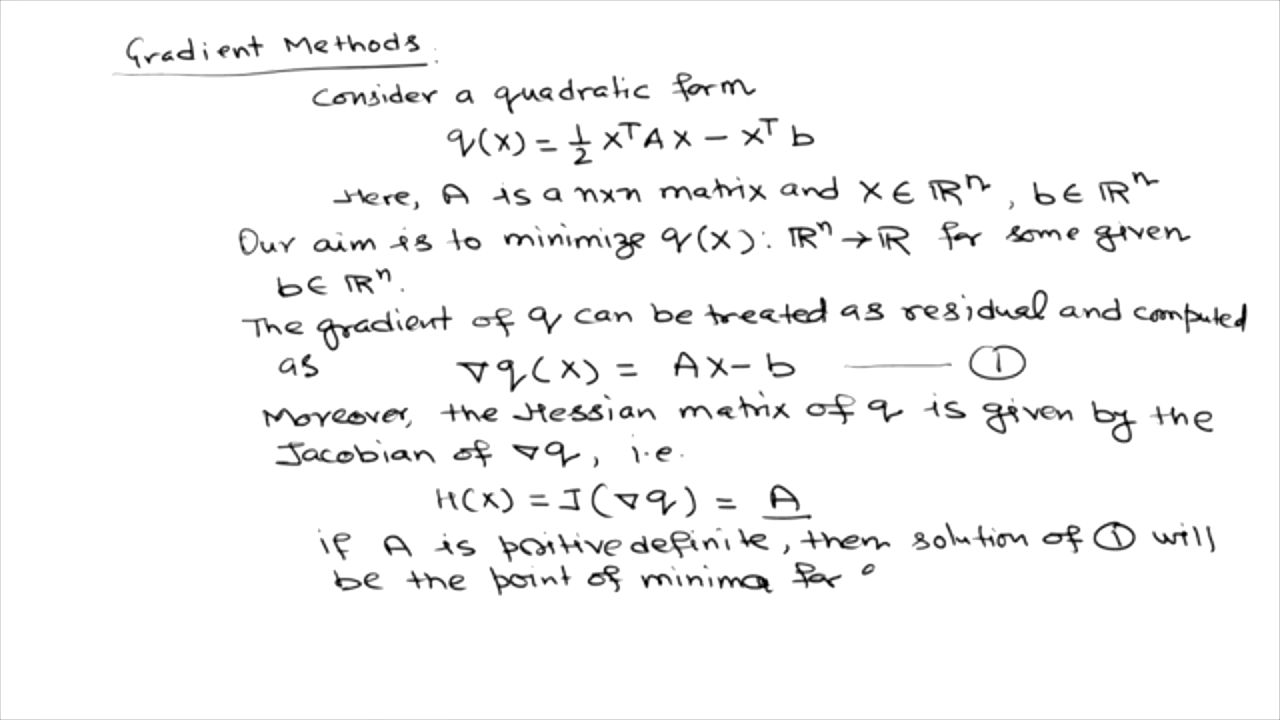 Gradient Methods.
Consider a quadratic form
q(x) = 1/2 xᵀAx − xᵀb
Here, A is a nxn matrix and x ∈ ℝⁿ, b ∈ ℝⁿ
Our aim is to minimize q(x): ℝⁿ → ℝ for some given
b ∈ ℝⁿ.
The gradient of q can be treated as residual and computed
as ∇q(x) = Ax − b —— ①
Moreover, the Hessian matrix of q is given by the
Jacobian of ∇q, i.e.
H(x) = J(∇q) = A
if A is positive definite, then solution of ① will
be the point of minima for